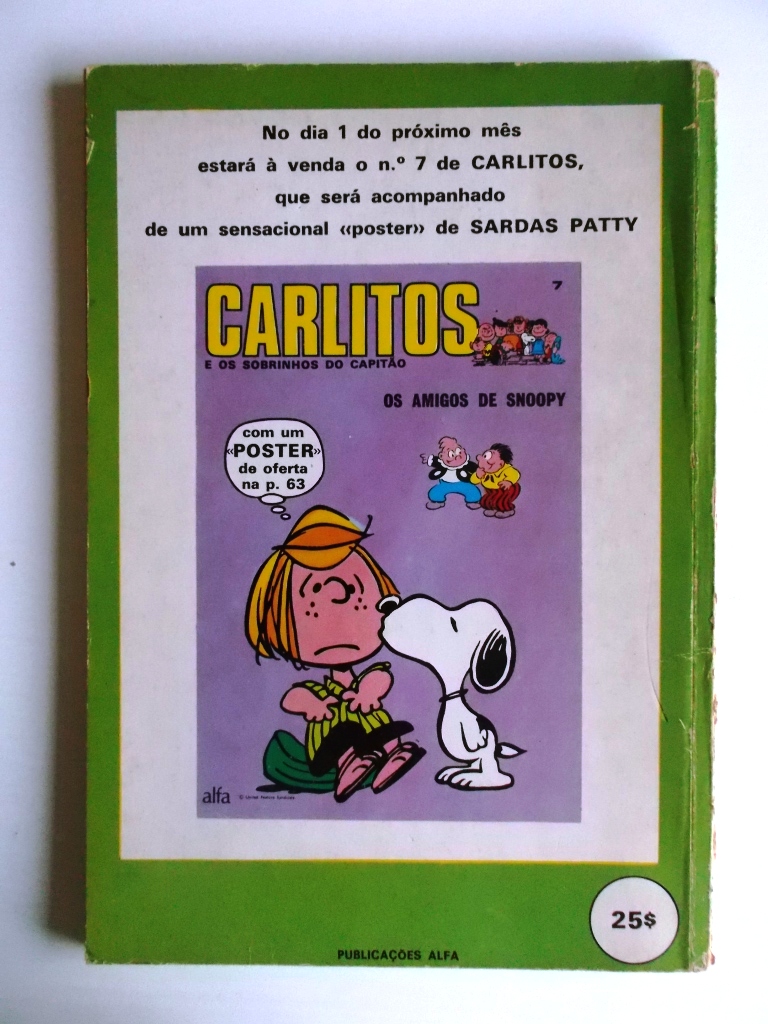 No dia 1 do próximo mês
estará à venda o n.º 7 de CARLITOS,
que será acompanhado
de um sensacional «poster» de SARDAS PATTY
7
CARLITOS
E OS SOBRINHOS DO CAPITÃO
OS AMIGOS DE SNOOPY
com um
«POSTER»
de oferta
na p. 63
alfa
25$
PUBLICAÇÕES ALFA